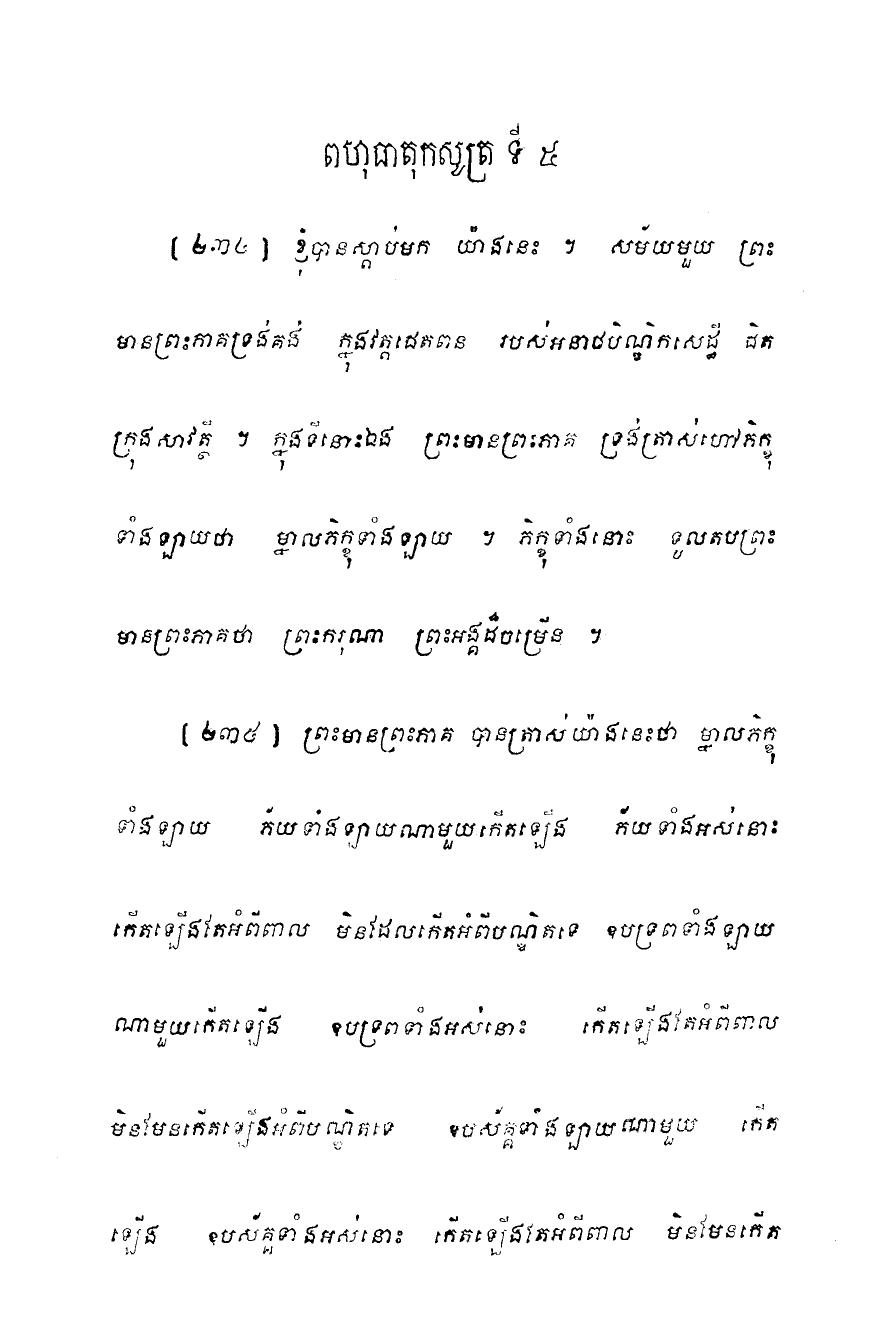 ពហុធាតុកសូត្រ ទី ៥
[ ២៣៤ ] ខ្ញុំបានស្តាប់មក យ៉ាងនេះ ។ សម័យមួយ ព្រះ
មានព្រះភាគទ្រង់គង់ ក្នុងវត្តជេតពន របស់អនាថបិណ្ឌិកសេដ្ឋី ជិត
ក្រុងសាវត្ថី ។ ក្នុងទីនោះឯង ព្រះមានព្រះភាគ ទ្រង់ត្រាស់ហៅភិក្ខុ
ទាំងឡាយថា ម្នាលភិក្ខុទាំងឡាយ ។ ភិក្ខុទាំងនោះ ទូលតបព្រះ
មានព្រះភាគថា ព្រះករុណា ព្រះអង្គដ៏ចម្រើន ។
[ ២៣៥ ] ព្រះមានព្រះភាគ បានត្រាស់យ៉ាងនេះថា ម្នាលភិក្ខុ
ទាំងឡាយ ភ័យទាំងឡាយណាមួយកើតឡើង ភ័យទាំងអស់នោះ
កើតឡើងតែអំពីពាល មិនដែលកើតអំពីបណ្ឌិតទេ ឧបទ្រពទាំងឡាយ
ណាមួយកើតឡើង ឧបទ្រពទាំងអស់នោះ កើតឡើងតែអំពីពាល
មិនមែនកើតឡើងអំពីបណ្ឌិតទេ ឧបស័គ្គទាំងឡាយណាមួយ កើត
ឡើង ឧបស័គ្គទាំងអស់នោះ កើតឡើងតែអំពីពាល មិនមែនកើត